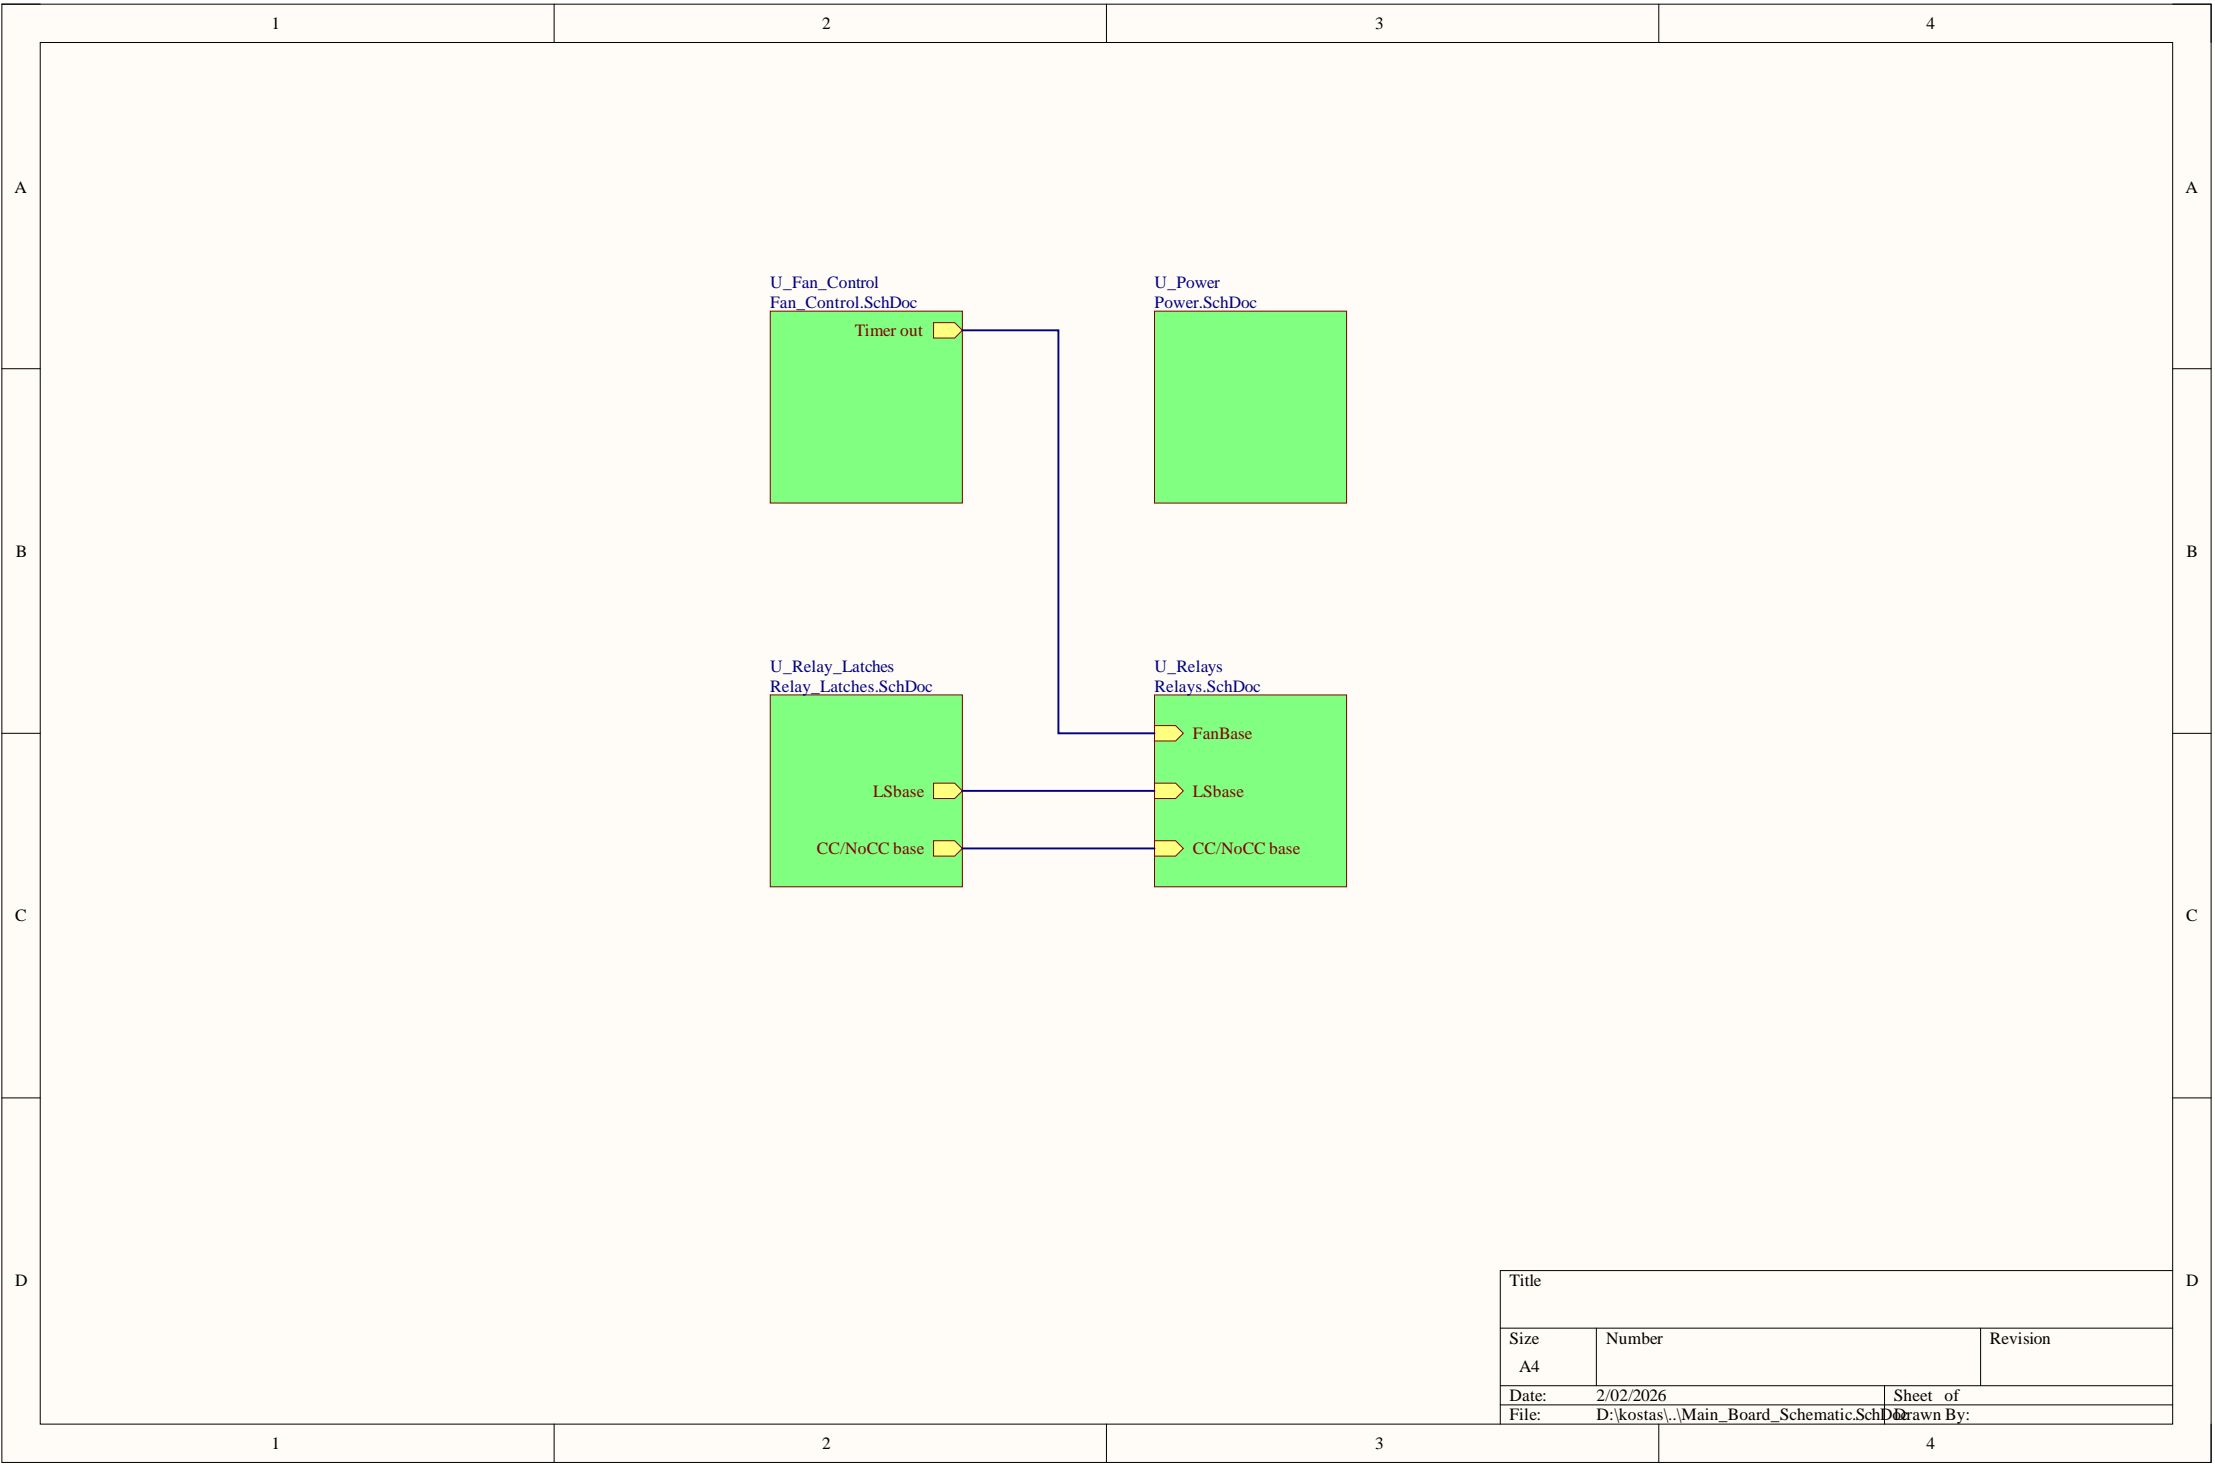 1 2 3 4
A A
U_Fan_Control
Fan_Control.SchDoc
Timer out
U_Power
Power.SchDoc
B B
U_Relay_Latches
Relay_Latches.SchDoc
LSbase
CC/NoCC base
U_Relays
Relays.SchDoc
FanBase
LSbase
CC/NoCC base
C C
D D
Title
Size Number Revision
A4
Date: 2/02/2026 Sheet of
File: D:\kostas\..\Main_Board_Schematic.SchDoc Drawn By:
1 2 3 4